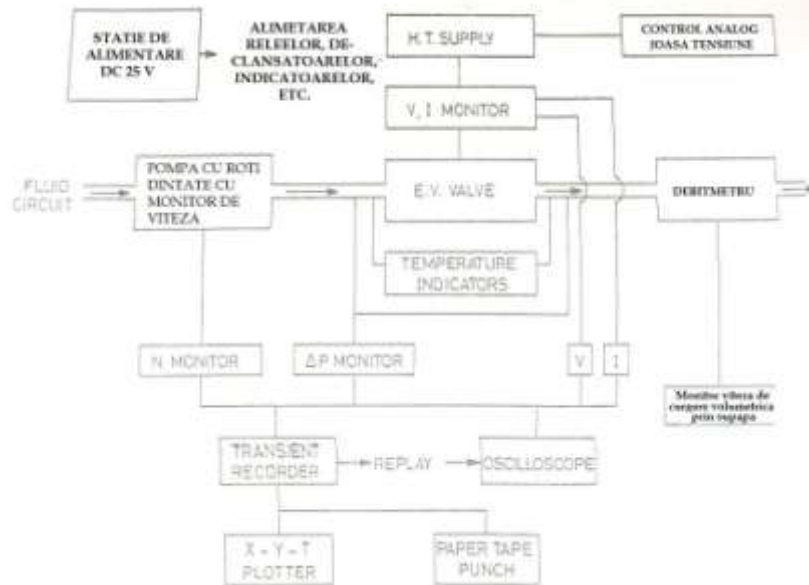 STATIE DE
ALIMENTARE
DC 25 V
ALIMETAREA
RELEELOR, DE-
CLANSATOARELOR,
INDICATOARELOR,
ETC.
H.T. SUPPLY
CONTROL ANALOG
JOASA TENSIUNE
V, I MONITOR
FLUID
CIRCUIT
POMPA CU ROTI
DINTATE CU
MONITOR DE
VITEZA
E.V. VALVE
DEBITMETRU
TEMPERATURE
INDICATORS
N. MONITOR
ΔP MONITOR
V
I
Monitor viteza de
curgere volumetrica
prin supapa
TRANSIENT
RECORDER
REPLAY
OSCILLOSCOPE
X - Y - T
PLOTTER
PAPER TAPE
PUNCH